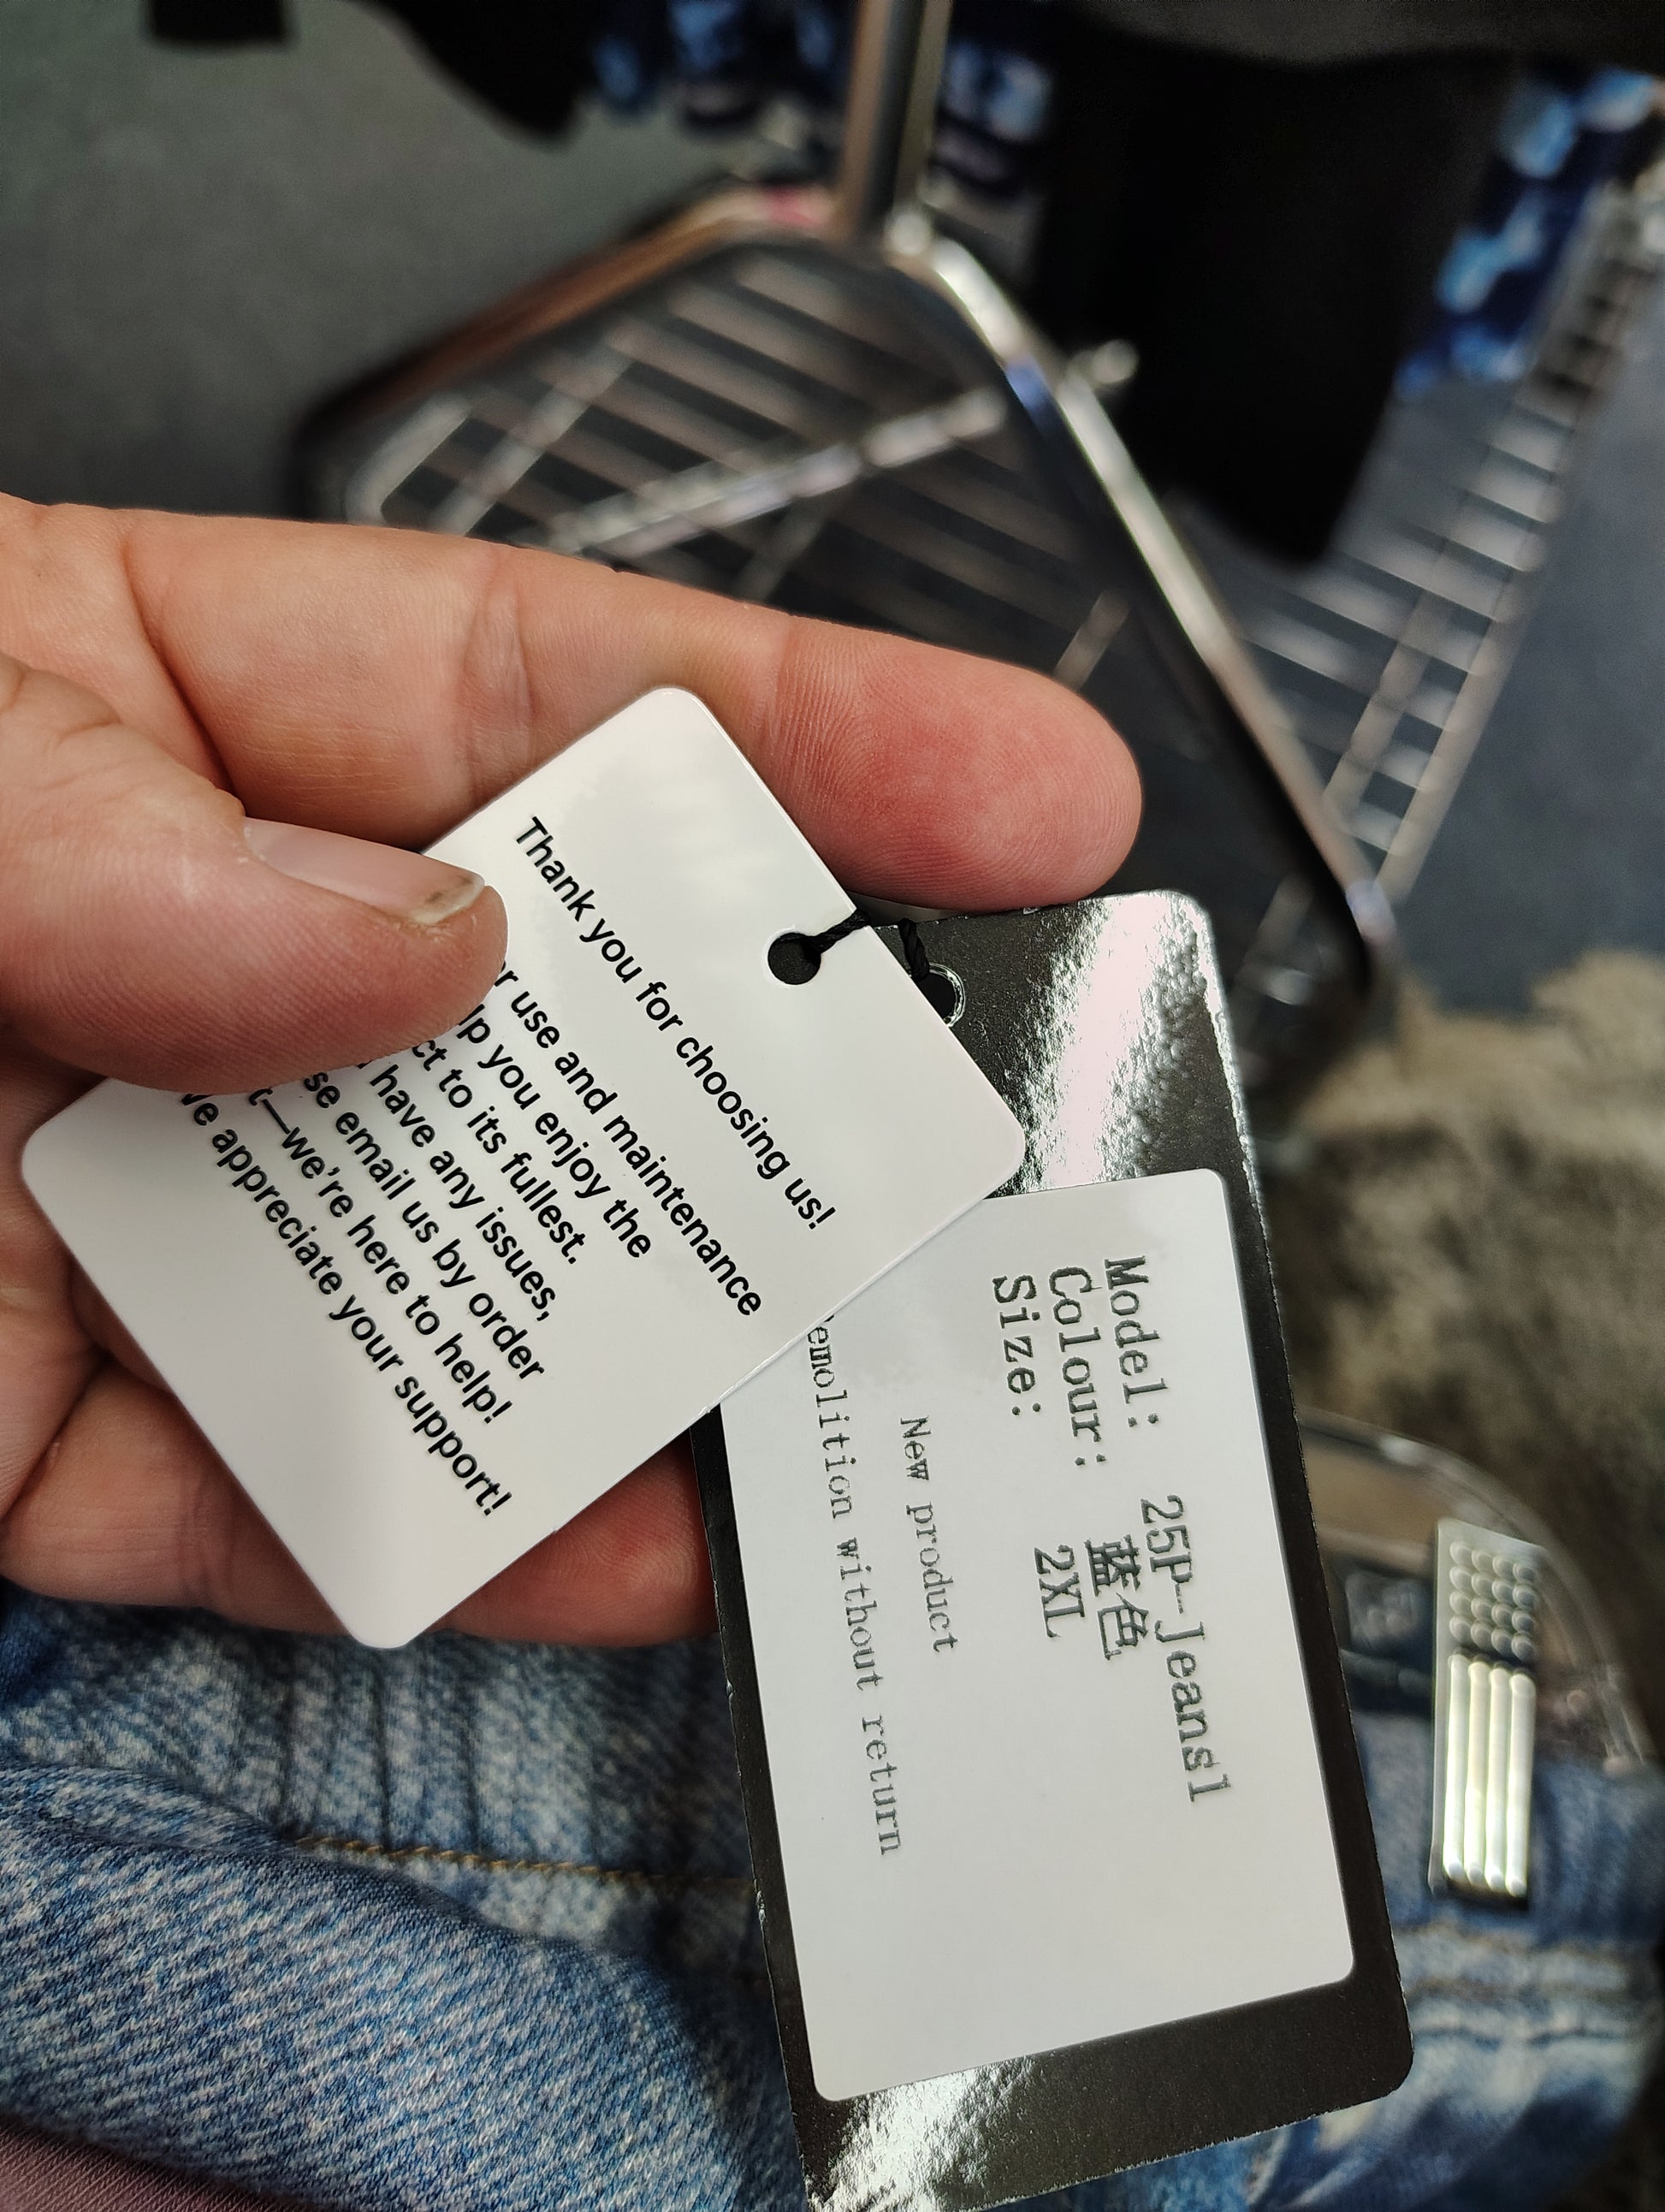 Thank you for choosing us!
use and maintenance
you enjoy the
to its fullest.
have any issues,
email us by order
—we're here to help!
appreciate your support!
Model: 25P-Jeans1
Colour: 蓝色
Size: 2XL
New product
emolition without return